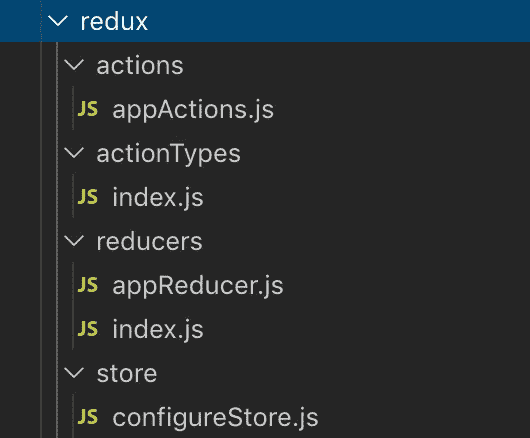 redux
actions
JS appActions.js
actionTypes
JS index.js
reducers
JS appReducer.js
JS index.js
store
JS configureStore.js